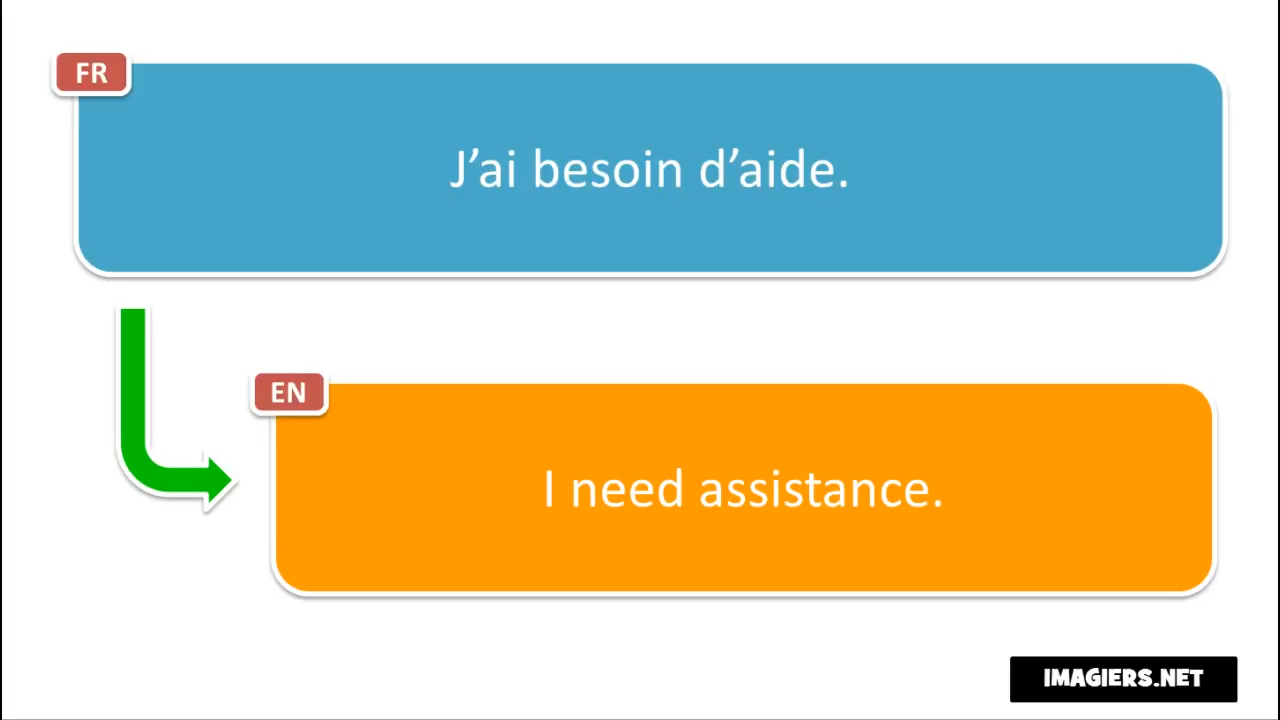 FR
J’ai besoin d’aide.
EN
I need assistance.
IMAGIERS.NET